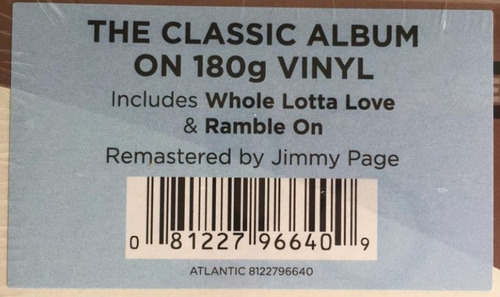 THE CLASSIC ALBUM
ON 180g VINYL
Includes Whole Lotta Love
& Ramble On
Remastered by Jimmy Page
0 81227 96640 9
ATLANTIC 8122796640